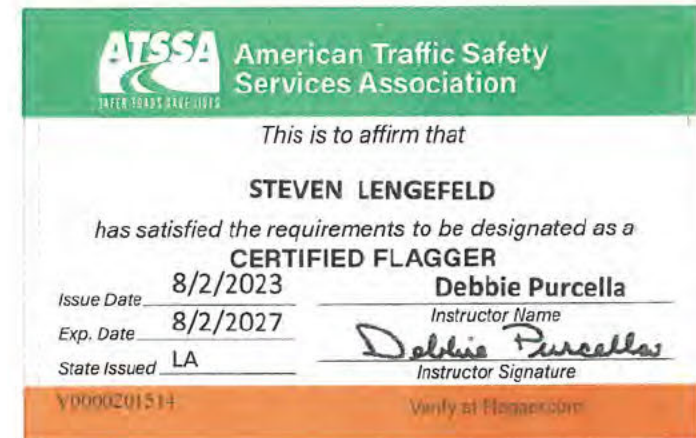 ATSSA
SAFER ROADS SAVE LIVES
American Traffic Safety
Services Association
This is to affirm that
STEVEN LENGEFELD
has satisfied the requirements to be designated as a
CERTIFIED FLAGGER
Issue Date 8/2/2023
Debbie Purcella
Instructor Name
Exp. Date 8/2/2027
Debbie Purcella
State Issued LA
Instructor Signature
V0000201514
Verify at Flagger.com